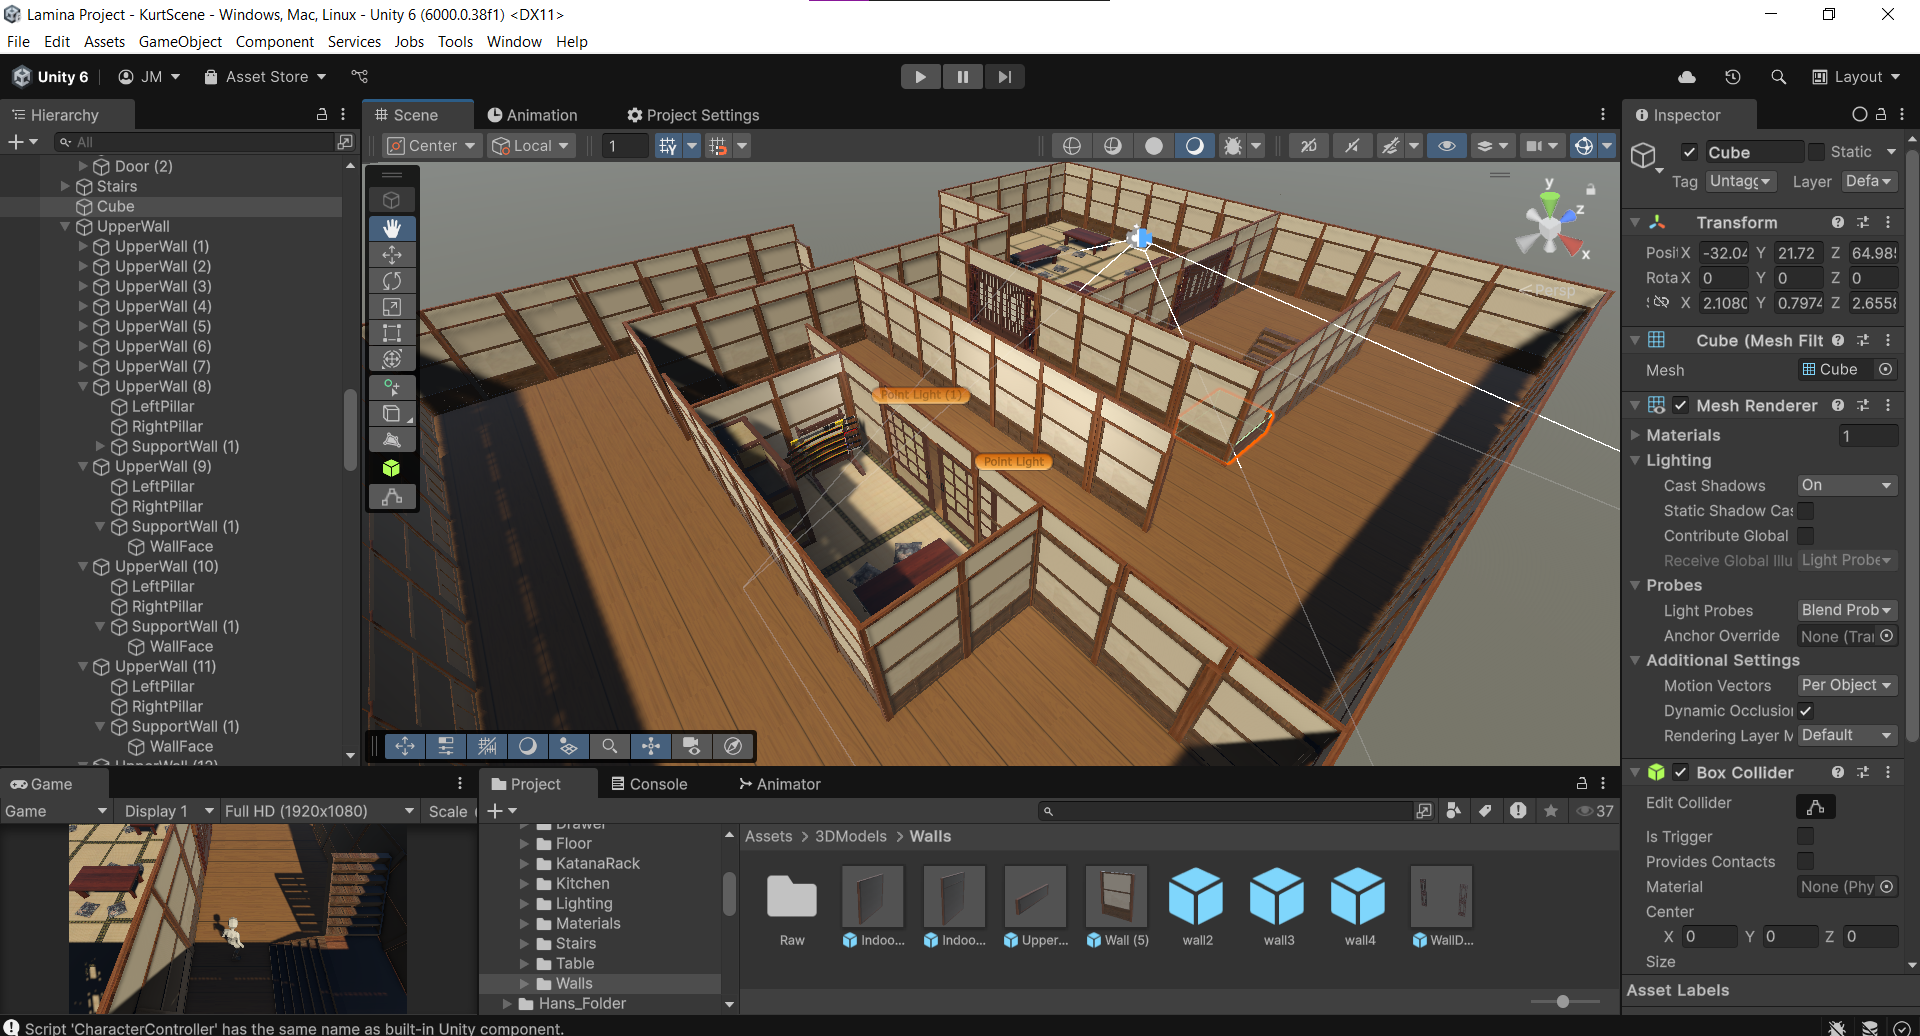 Lamina Project - KurtScene - Windows, Mac, Linux - Unity 6 (6000.0.38f1) <DX11>
File Edit Assets GameObject Component Services Jobs Tools Window Help
Unity 6 JM Asset Store Layout
Hierarchy
All
Door (2)
Stairs
Cube
UpperWall
UpperWall (1)
UpperWall (2)
UpperWall (3)
UpperWall (4)
UpperWall (5)
UpperWall (6)
UpperWall (7)
UpperWall (8)
LeftPillar
RightPillar
SupportWall (1)
UpperWall (9)
LeftPillar
RightPillar
SupportWall (1)
WallFace
UpperWall (10)
LeftPillar
RightPillar
SupportWall (1)
WallFace
UpperWall (11)
LeftPillar
RightPillar
SupportWall (1)
WallFace
Scene Animation Project Settings
Center Local 1 2D
y
z
x
Persp
Point Light (1)
Point Light
Inspector
Cube Static
Tag Untagg Layer Defa
Transform
Posi X -32.04 Y 21.72 Z 64.98
Rota X 0 Y 0 Z 0
X 2.1080 Y 0.7974 Z 2.6558
Cube (Mesh Filt
Mesh Cube
Mesh Renderer
Materials 1
Lighting
Cast Shadows On
Static Shadow Cas
Contribute Global
Receive Global Illu Light Probe
Probes
Light Probes Blend Prob
Anchor Override None (Tra
Additional Settings
Motion Vectors Per Object
Dynamic Occlusio
Rendering Layer M Default
Box Collider
Edit Collider
Is Trigger
Provides Contacts
Material None (Phy
Center
X 0 Y 0 Z 0
Size
Asset Labels
Game
Game Display 1 Full HD (1920x1080) Scale
Project Console Animator
37
Drawer
Floor
KatanaRack
Kitchen
Lighting
Materials
Stairs
Table
Walls
Hans_Folder
Assets > 3DModels > Walls
Raw Indoo... Indoo... Upper... Wall (5) wall2 wall3 wall4 WallD...
Script 'CharacterController' has the same name as built-in Unity component.